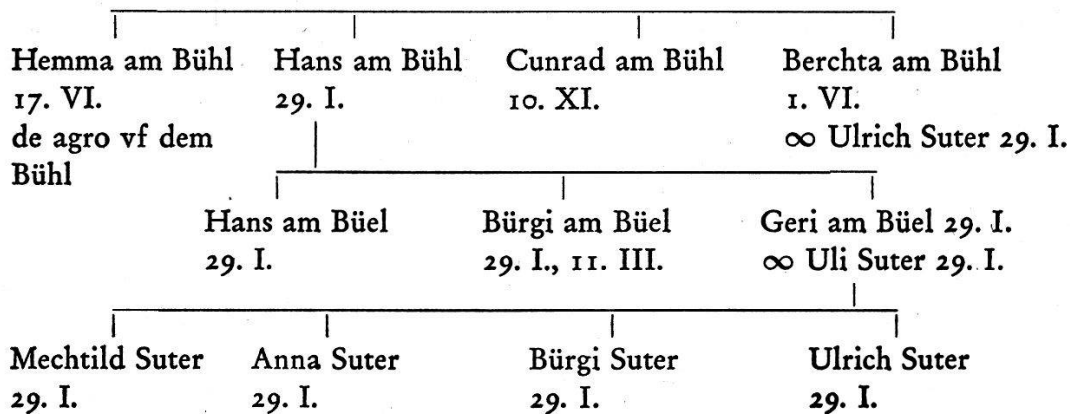 Hemma am Bühl Hans am Bühl Cunrad am Bühl Berchta am Bühl
17. VI. 29. I. 10. XI. 1. VI.
de agro vf dem ∞ Ulrich Suter 29. I.
Bühl
Hans am Büel Bürgi am Büel Geri am Büel 29. I.
29. I. 29. I., 11. III. ∞ Uli Suter 29. I.
Mechtild Suter Anna Suter Bürgi Suter Ulrich Suter
29. I. 29. I. 29. I. 29. I.